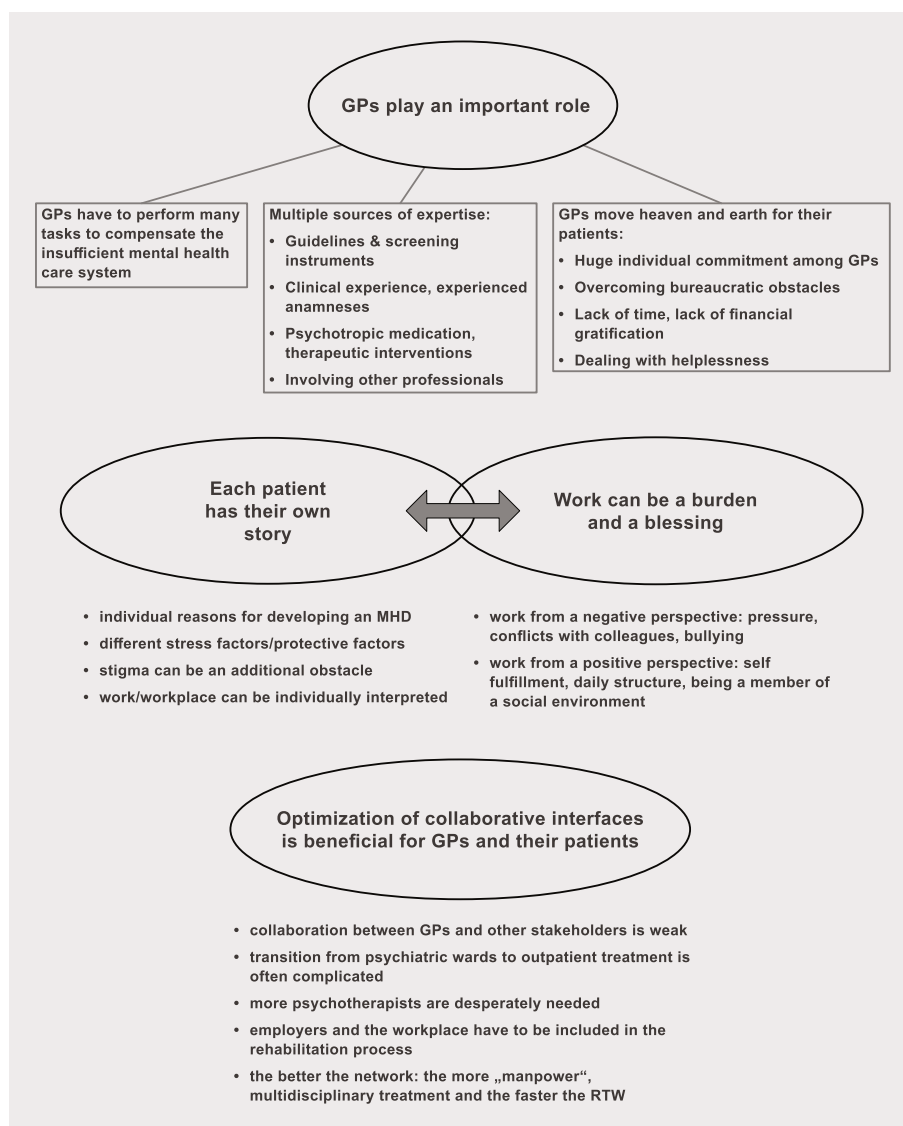 GPs play an important role
GPs have to perform many
tasks to compensate the
insufficient mental health
care system
Multiple sources of expertise:
• Guidelines & screening
instruments
• Clinical experience, experienced
anamneses
• Psychotropic medication,
therapeutic interventions
• Involving other professionals
GPs move heaven and earth for their
patients:
• Huge individual commitment among GPs
• Overcoming bureaucratic obstacles
• Lack of time, lack of financial
gratification
• Dealing with helplessness
Each patient
has their own
story
Work can be a burden
and a blessing
• individual reasons for developing an MHD
• different stress factors/protective factors
• stigma can be an additional obstacle
• work/workplace can be individually interpreted
• work from a negative perspective: pressure,
conflicts with colleagues, bullying
• work from a positive perspective: self
fulfillment, daily structure, being a member of
a social environment
Optimization of collaborative interfaces
is beneficial for GPs and their patients
• collaboration between GPs and other stakeholders is weak
• transition from psychiatric wards to outpatient treatment is
often complicated
• more psychotherapists are desperately needed
• employers and the workplace have to be included in the
rehabilitation process
• the better the network: the more „manpower“,
multidisciplinary treatment and the faster the RTW